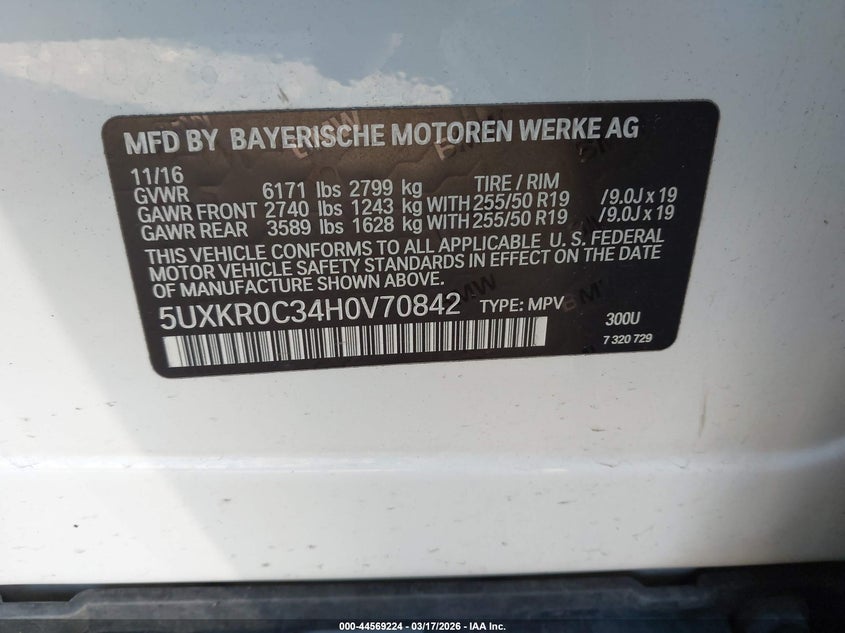 MFD BY BAYERISCHE MOTOREN WERKE AG
11/16 TIRE / RIM
GVWR 6171 lbs 2799 kg
GAWR FRONT 2740 lbs 1243 kg WITH 255/50 R19 /9.0J x 19
GAWR REAR 3589 lbs 1628 kg WITH 255/50 R19 /9.0J x 19
THIS VEHICLE CONFORMS TO ALL APPLICABLE U. S. FEDERAL
MOTOR VEHICLE SAFETY STANDARDS IN EFFECT ON THE DATE
OF MANUFACTURE SHOWN ABOVE.
5UXKR0C34H0V70842 TYPE: MPV
300U
7 320 729
000-44569224 — 03/17/2026 — IAA Inc.